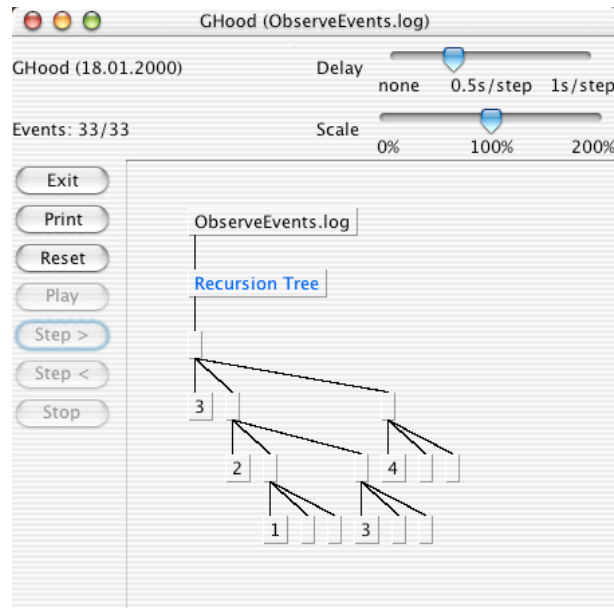 GHood (ObserveEvents.log)
GHood (18.01.2000)
Delay
none 0.5s/step 1s/step
Events: 33/33
Scale
0% 100% 200%
Exit
Print
Reset
Play
Step >
Step <
Stop
ObserveEvents.log
Recursion Tree
3
2 4
1 3